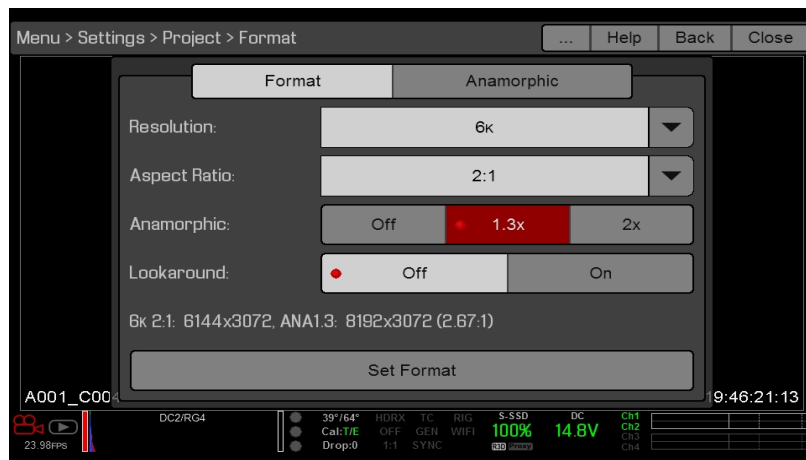 Menu > Settings > Project > Format ... Help Back Close
Format Anamorphic
Resolution: 6K
Aspect Ratio: 2:1
Anamorphic: Off 1.3x 2x
Lookaround: Off On
6K 2:1: 6144x3072, ANA1.3: 8192x3072 (2.67:1)
Set Format
A001_C004 19:46:21:13
DC2/RG4 39°/64° HDRX TC RIG S-SSD DC Ch1
Cal:T/E OFF GEN WIFI 100% 14.8V Ch2
23.98FPS Drop:0 1:1 SYNC R3D Proxy Ch3
Ch4